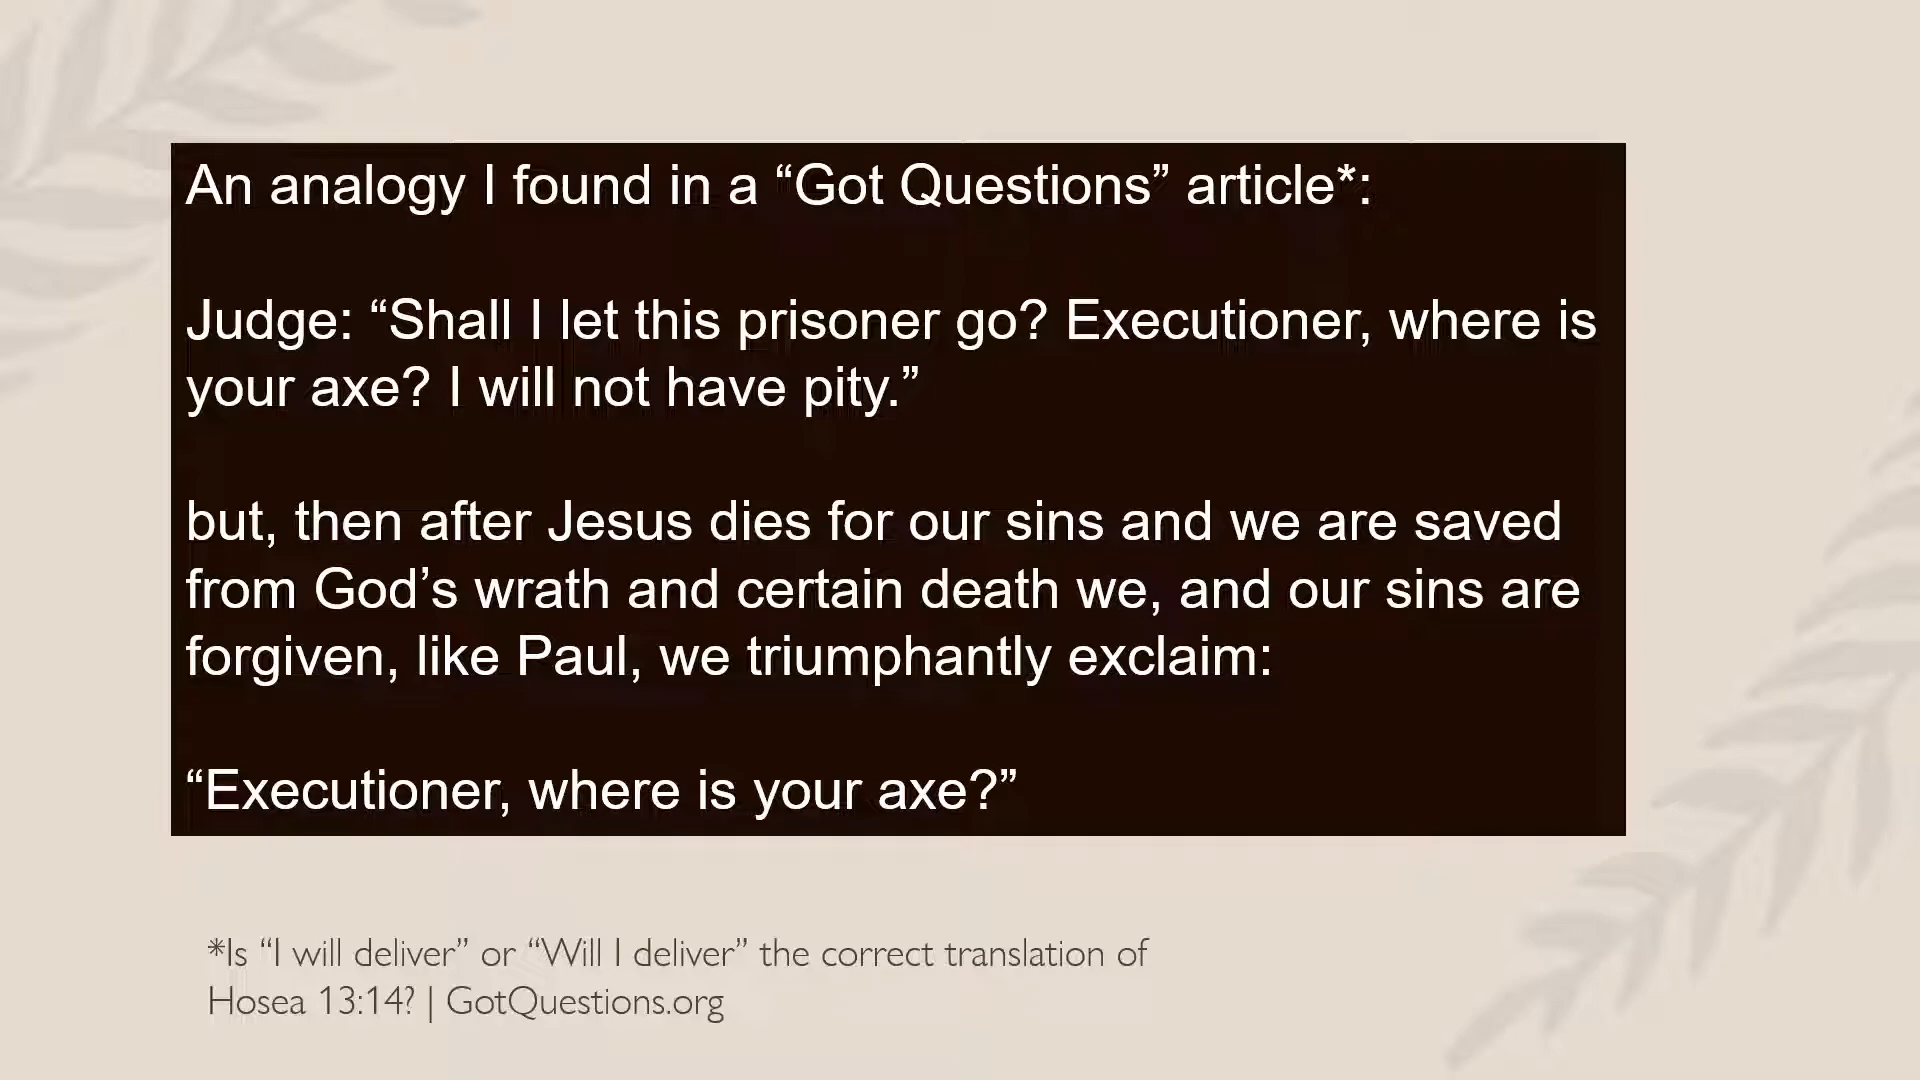 An analogy I found in a “Got Questions” article*:
Judge: “Shall I let this prisoner go? Executioner, where is
your axe? I will not have pity.”
but, then after Jesus dies for our sins and we are saved
from God’s wrath and certain death we, and our sins are
forgiven, like Paul, we triumphantly exclaim:
“Executioner, where is your axe?”
*Is “I will deliver” or “Will I deliver” the correct translation of
Hosea 13:14? | GotQuestions.org